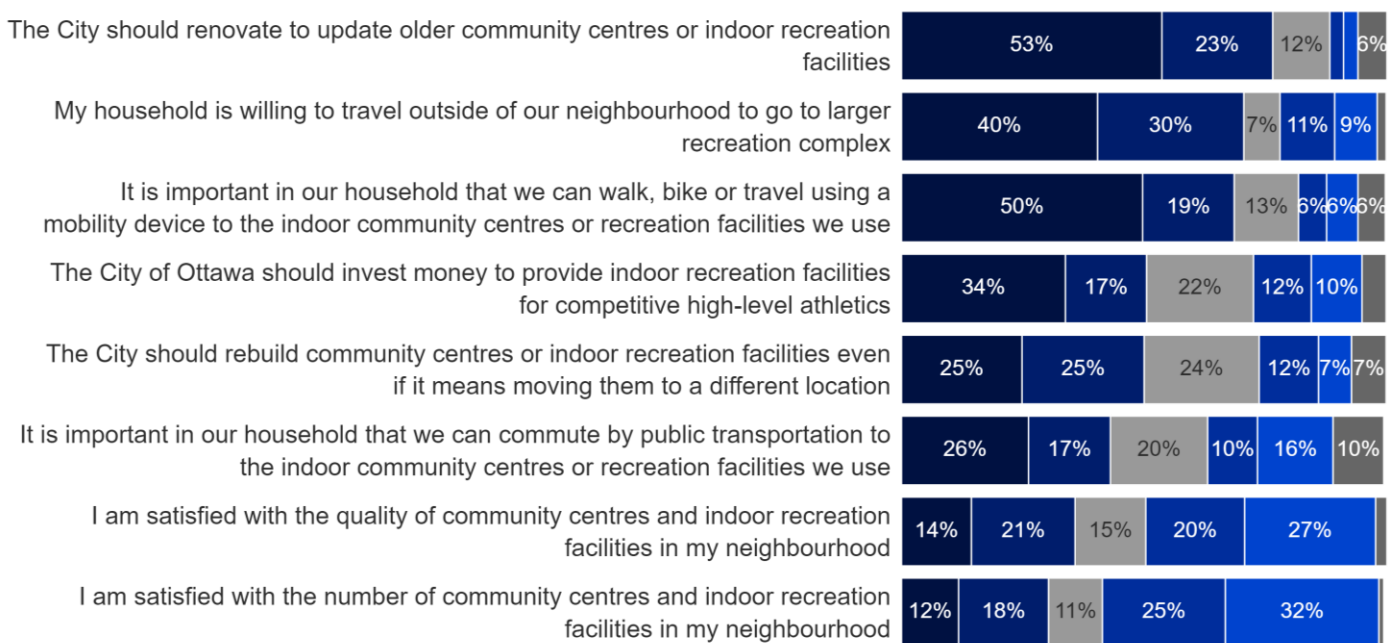 The City should renovate to update older community centres or indoor recreation
facilities
53% 23% 12% 6%
My household is willing to travel outside of our neighbourhood to go to larger
recreation complex
40% 30% 7% 11% 9%
It is important in our household that we can walk, bike or travel using a
mobility device to the indoor community centres or recreation facilities we use
50% 19% 13% 6% 6% 6%
The City of Ottawa should invest money to provide indoor recreation facilities
for competitive high-level athletics
34% 17% 22% 12% 10%
The City should rebuild community centres or indoor recreation facilities even
if it means moving them to a different location
25% 25% 24% 12% 7% 7%
It is important in our household that we can commute by public transportation to
the indoor community centres or recreation facilities we use
26% 17% 20% 10% 16% 10%
I am satisfied with the quality of community centres and indoor recreation
facilities in my neighbourhood
14% 21% 15% 20% 27%
I am satisfied with the number of community centres and indoor recreation
facilities in my neighbourhood
12% 18% 11% 25% 32%